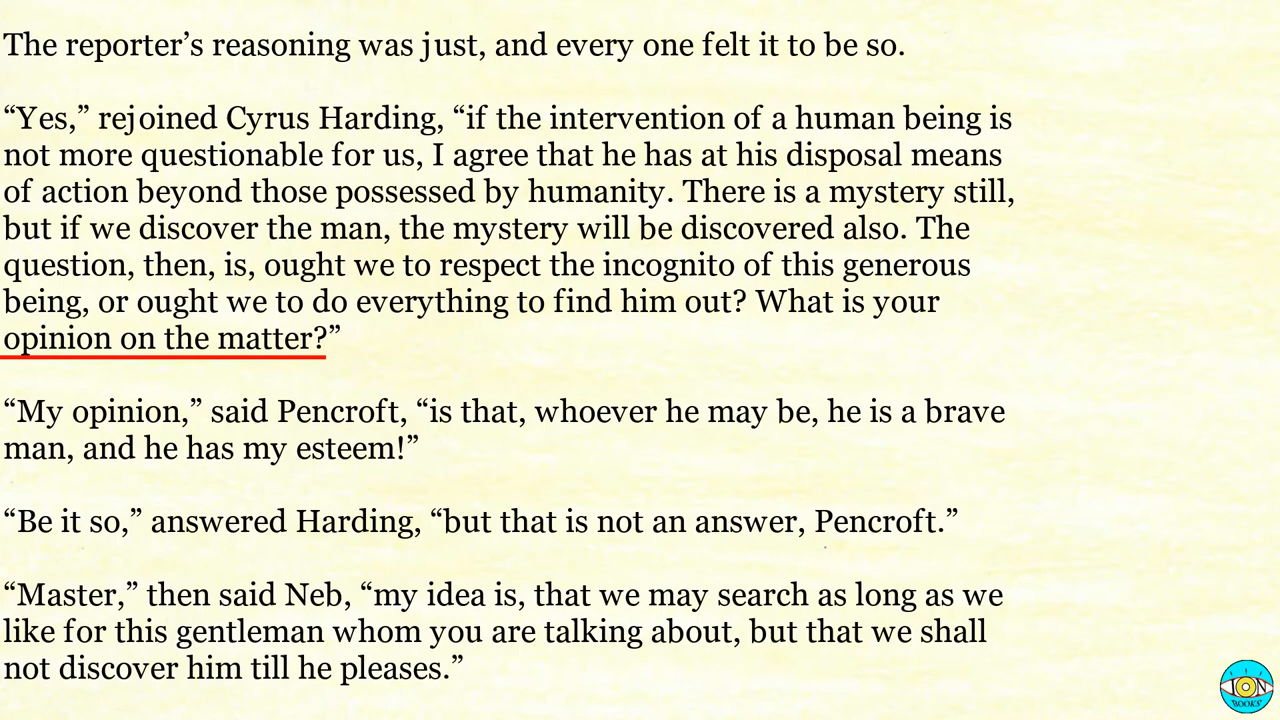 The reporter’s reasoning was just, and every one felt it to be so.
“Yes,” rejoined Cyrus Harding, “if the intervention of a human being is
not more questionable for us, I agree that he has at his disposal means
of action beyond those possessed by humanity. There is a mystery still,
but if we discover the man, the mystery will be discovered also. The
question, then, is, ought we to respect the incognito of this generous
being, or ought we to do everything to find him out? What is your
opinion on the matter?”
“My opinion,” said Pencroft, “is that, whoever he may be, he is a brave
man, and he has my esteem!”
“Be it so,” answered Harding, “but that is not an answer, Pencroft.”
“Master,” then said Neb, “my idea is, that we may search as long as we
like for this gentleman whom you are talking about, but that we shall
not discover him till he pleases.”
ION
BOOKS